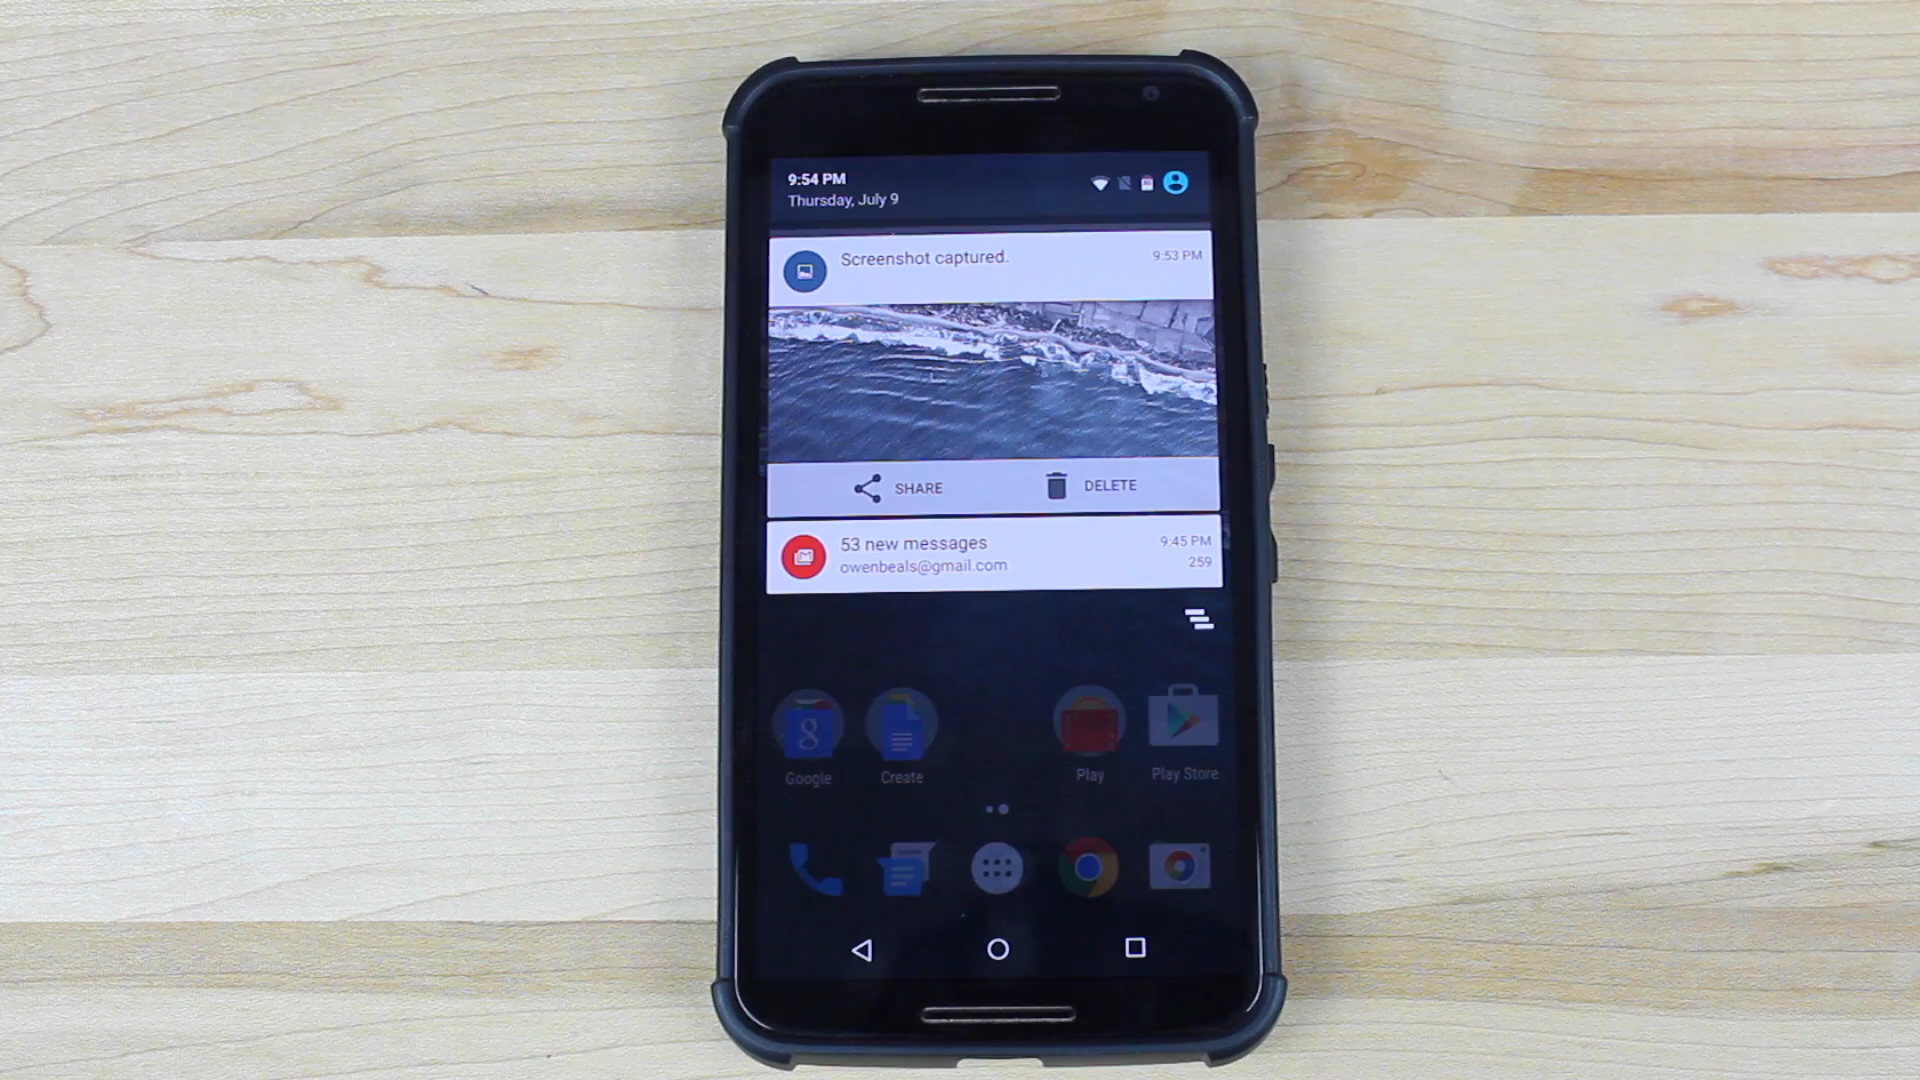 9:54 PM
Thursday, July 9
Screenshot captured.
9:53 PM
SHARE
DELETE
53 new messages
9:45 PM
owenbeals@gmail.com
259
Google
Create
Play
Play Store